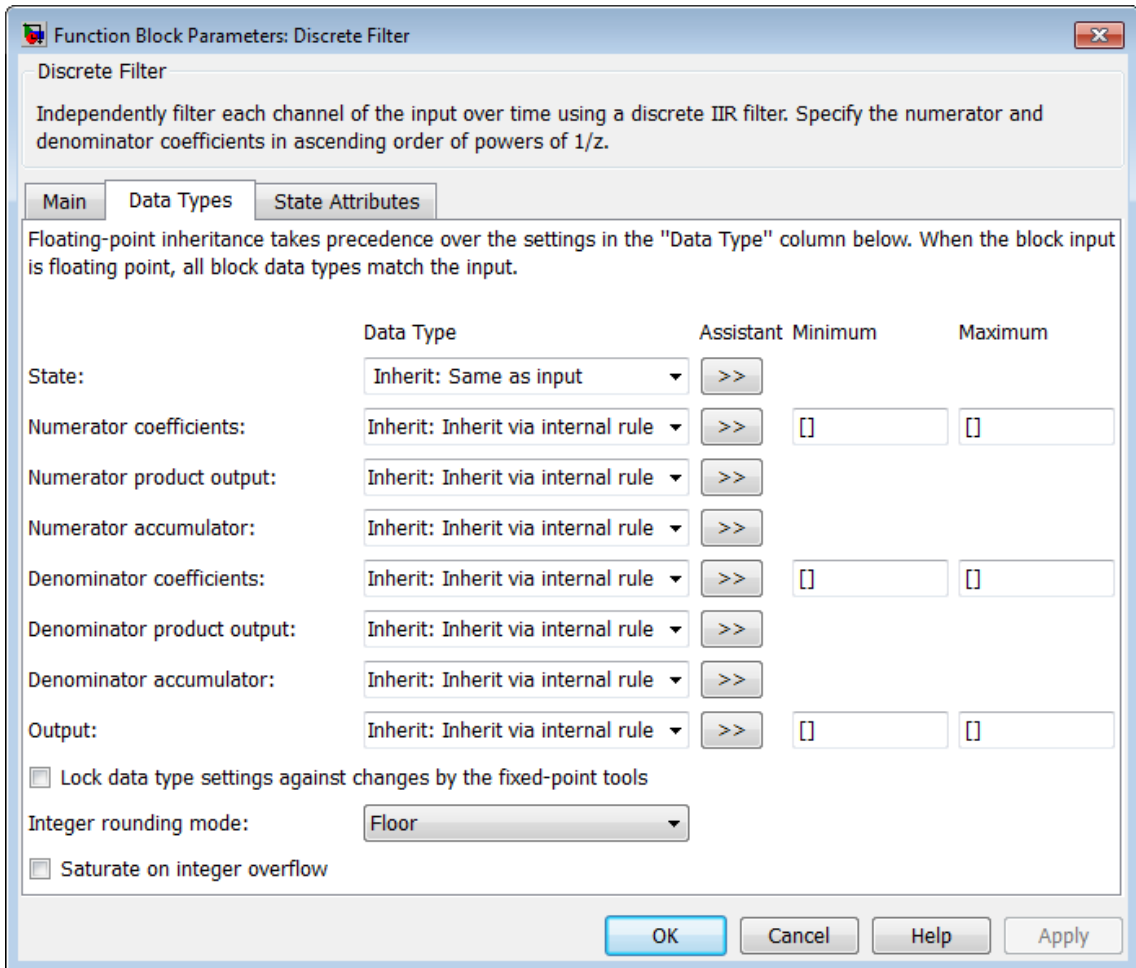 Function Block Parameters: Discrete Filter
Discrete Filter
Independently filter each channel of the input over time using a discrete IIR filter. Specify the numerator and
denominator coefficients in ascending order of powers of 1/z.
Main Data Types State Attributes
Floating-point inheritance takes precedence over the settings in the "Data Type" column below. When the block input
is floating point, all block data types match the input.
Data Type Assistant Minimum Maximum
State: Inherit: Same as input >>
Numerator coefficients: Inherit: Inherit via internal rule >> [] []
Numerator product output: Inherit: Inherit via internal rule >>
Numerator accumulator: Inherit: Inherit via internal rule >>
Denominator coefficients: Inherit: Inherit via internal rule >> [] []
Denominator product output: Inherit: Inherit via internal rule >>
Denominator accumulator: Inherit: Inherit via internal rule >>
Output: Inherit: Inherit via internal rule >> [] []
Lock data type settings against changes by the fixed-point tools
Integer rounding mode: Floor
Saturate on integer overflow
OK Cancel Help Apply